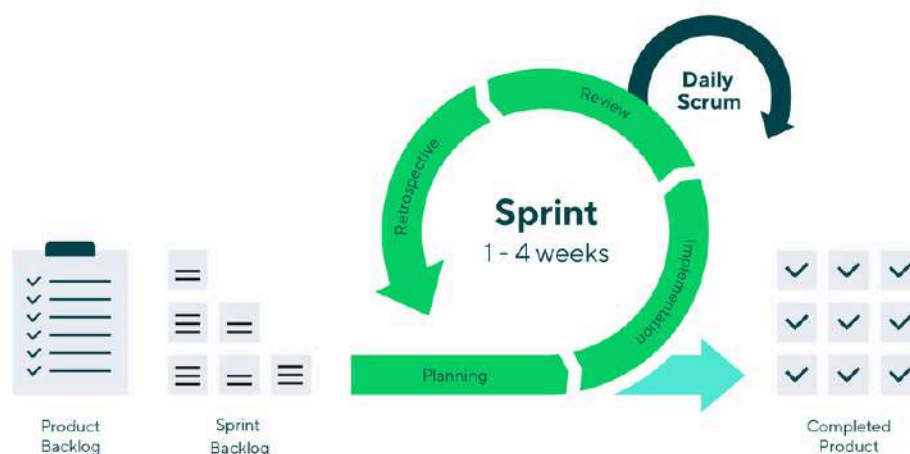 Daily
Scrum
Review
Retrospective
Sprint
1 - 4 weeks
Implementation
Planning
Product
Backlog
Sprint
Backlog
Completed
Product